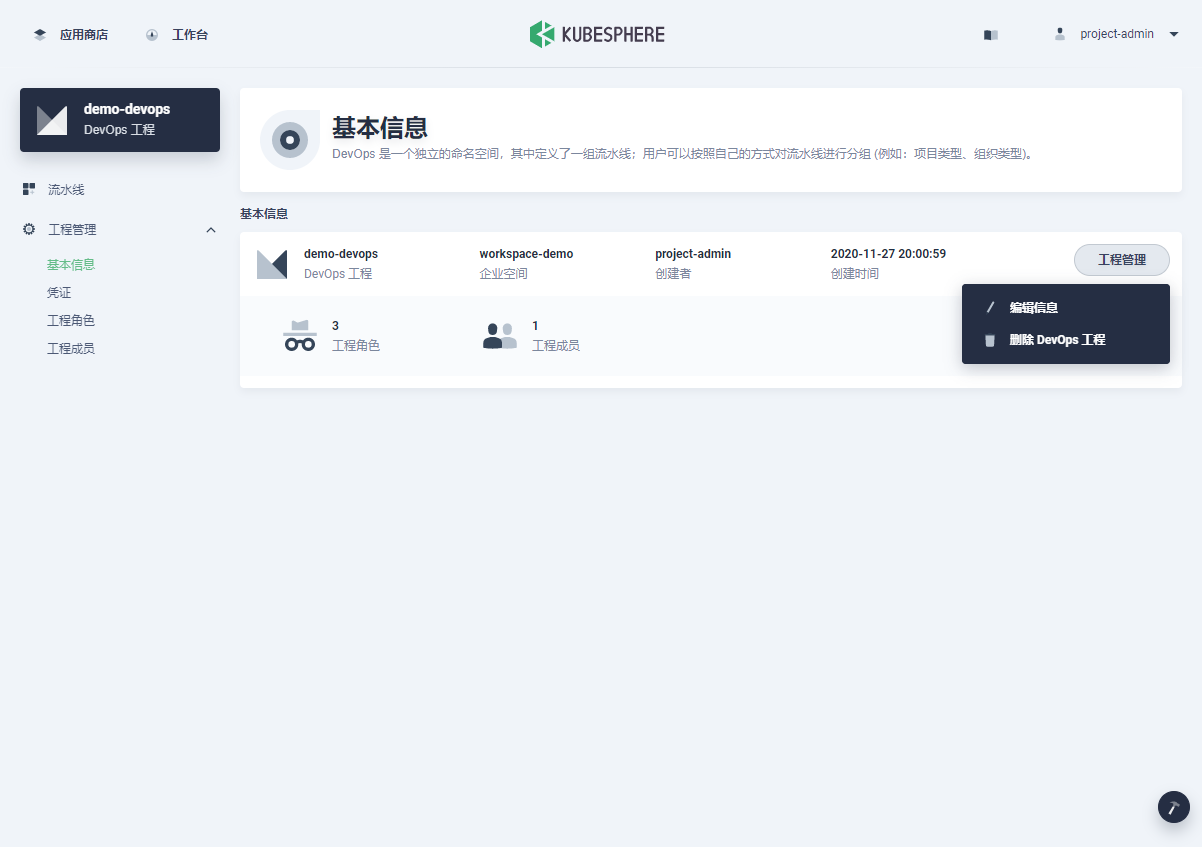 应用商店
工作台
KUBESPHERE
project-admin
demo-devops
DevOps 工程
流水线
工程管理
基本信息
凭证
工程角色
工程成员
基本信息
DevOps 是一个独立的命名空间，其中定义了一组流水线；用户可以按照自己的方式对流水线进行分组 (例如：项目类型、组织类型)。
基本信息
demo-devops
DevOps 工程
workspace-demo
企业空间
project-admin
创建者
2020-11-27 20:00:59
创建时间
工程管理
编辑信息
删除 DevOps 工程
3
工程角色
1
工程成员